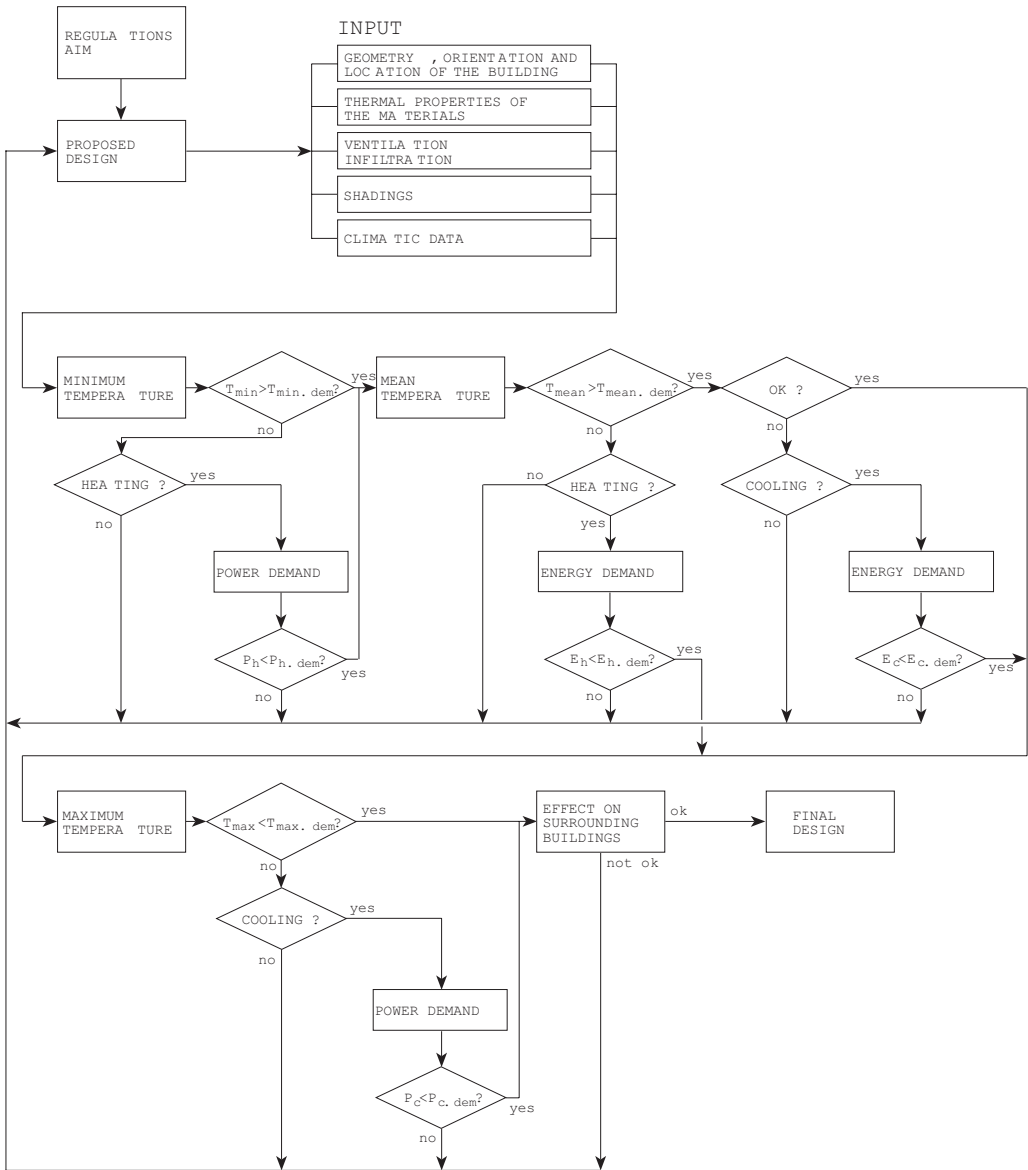 INPUT
REGULA TIONS
AIM
GEOMETRY , ORIENTATION AND
LOC ATION OF THE BUILDING
THERMAL PROPERTIES OF
THE MA TERIALS
PROPOSED
DESIGN
VENTILA TION
INFILTRA TION
SHADINGS
CLIMA TIC DATA
MINIMUM
TEMPERA TURE
Tmin>Tmin. dem?
yes
no
MEAN
TEMPERA TURE
Tmean>Tmean. dem?
yes
no
OK ?
yes
no
HEA TING ?
yes
no
POWER DEMAND
Ph<Ph. dem?
yes
no
HEA TING ?
no
yes
ENERGY DEMAND
Eh<Eh. dem?
yes
no
COOLING ?
yes
no
ENERGY DEMAND
Ec<Ec. dem?
yes
no
MAXIMUM
TEMPERA TURE
Tmax<Tmax. dem?
yes
no
EFFECT ON
SURROUNDING
BUILDINGS
ok
not ok
FINAL
DESIGN
COOLING ?
yes
no
POWER DEMAND
Pc<Pc. dem?
yes
no